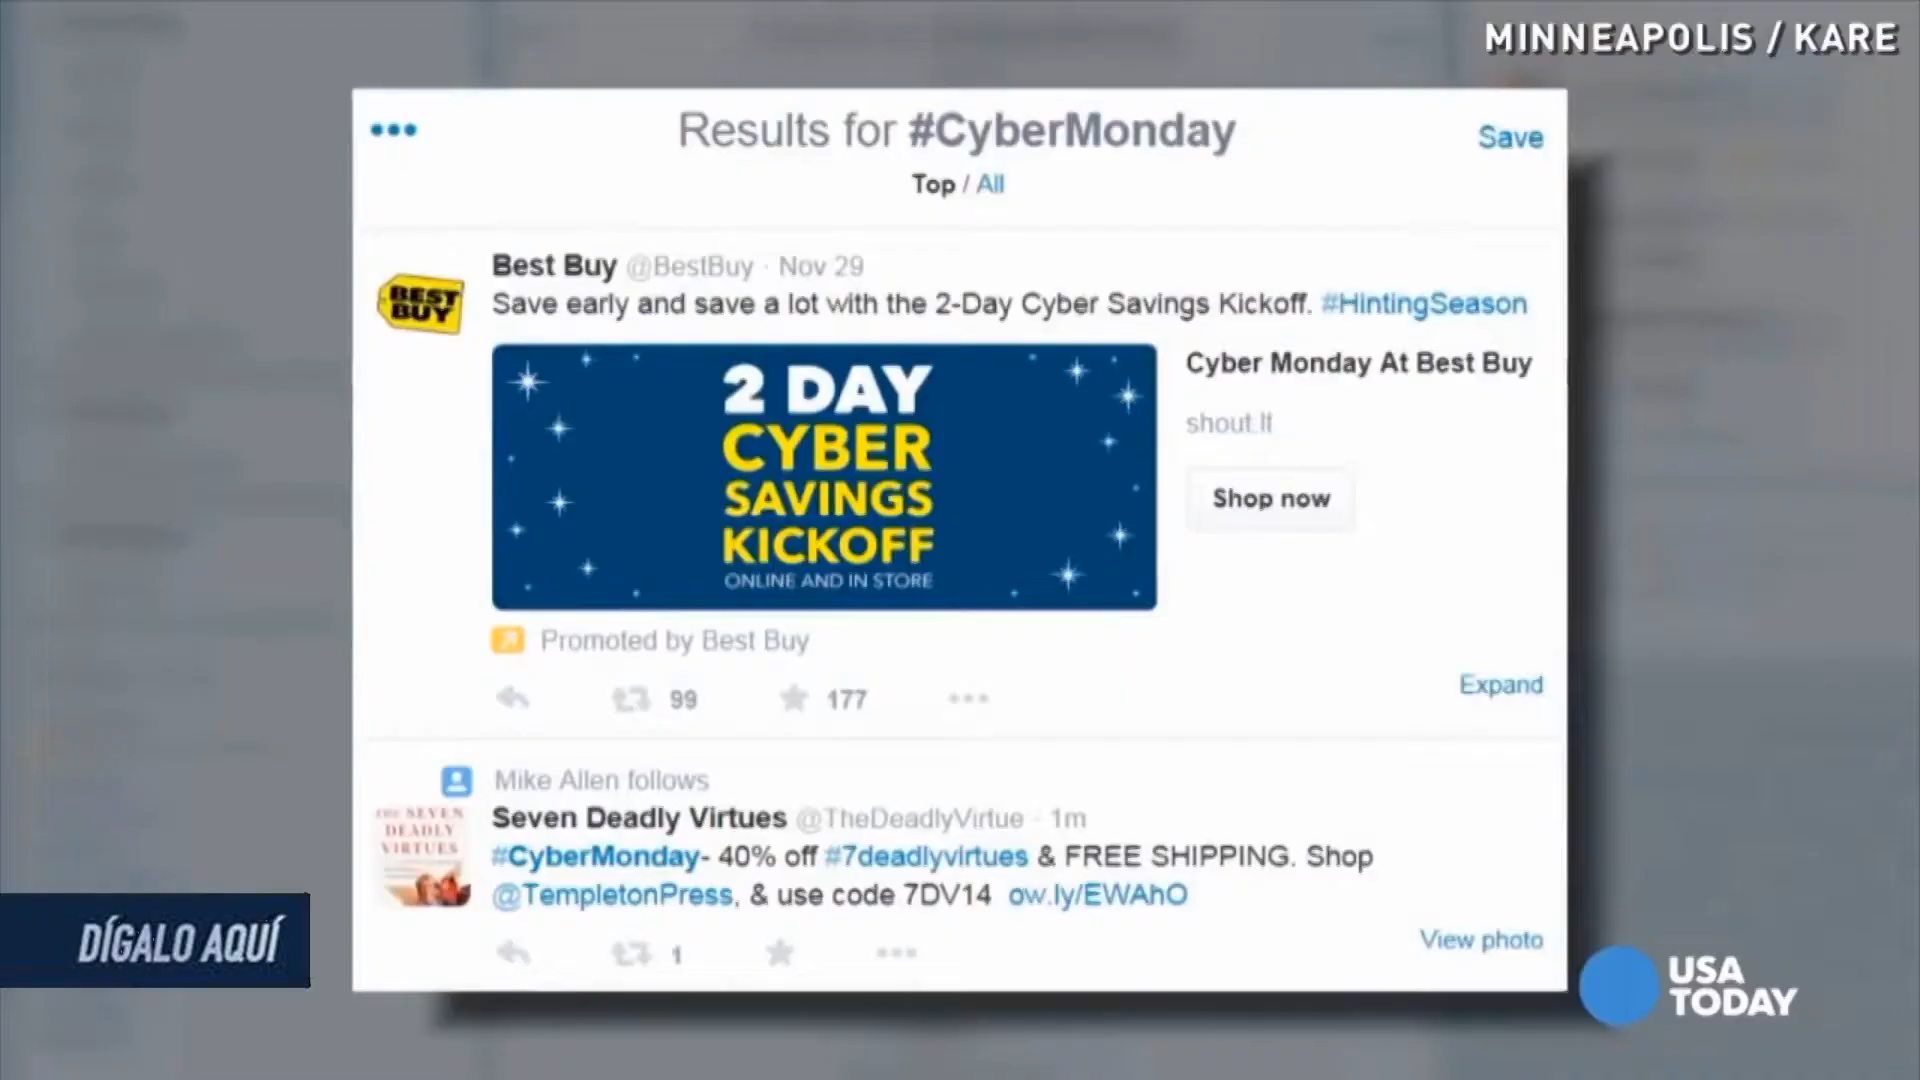 MINNEAPOLIS / KARE
Results for #CyberMonday
Save
Top / All
Best Buy @BestBuy · Nov 29
Save early and save a lot with the 2-Day Cyber Savings Kickoff. #HintingSeason
BEST
BUY
2 DAY
CYBER
SAVINGS
KICKOFF
ONLINE AND IN STORE
Cyber Monday At Best Buy
shout.lt
Shop now
Promoted by Best Buy
99
177
Expand
Mike Allen follows
Seven Deadly Virtues @TheDeadlyVirtue · 1m
#CyberMonday- 40% off #7deadlyvirtues & FREE SHIPPING. Shop
@TempletonPress, & use code 7DV14 ow.ly/EWAhO
THE SEVEN
DEADLY
VIRTUES
1
View photo
DÍGALO AQUÍ
USA
TODAY